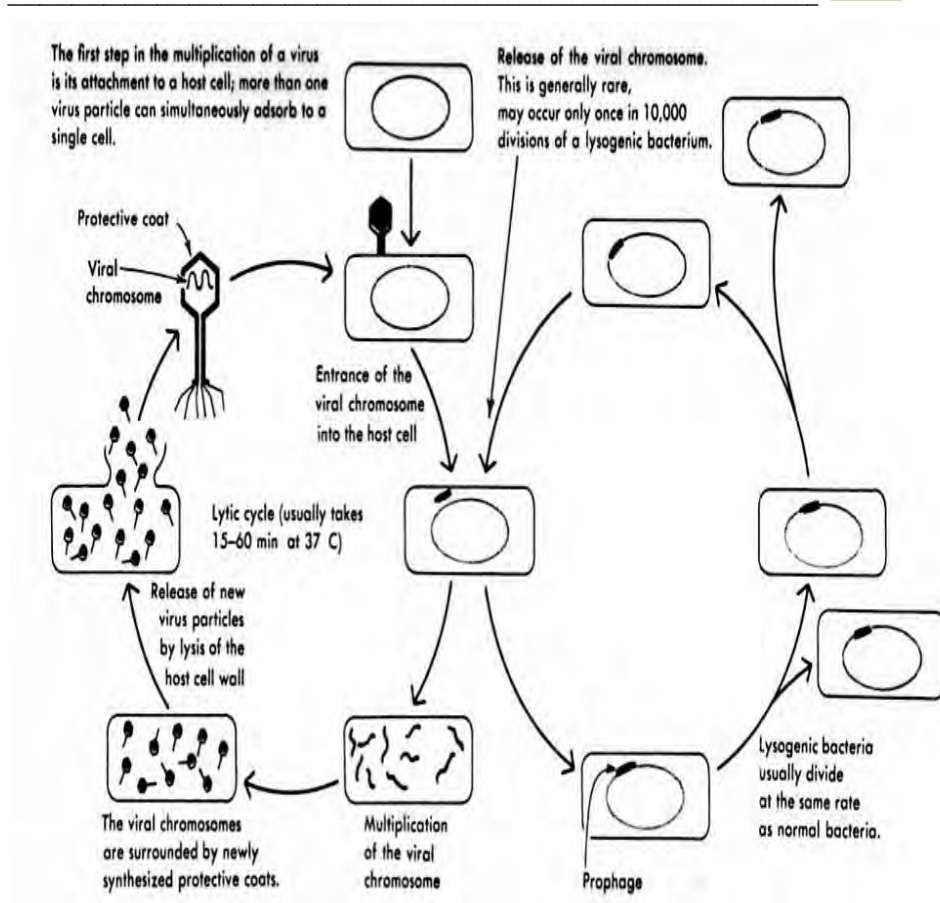 The first step in the multiplication of a virus
is its attachment to a host cell; more than one
virus particle can simultaneously adsorb to a
single cell.
Release of the viral chromosome.
This is generally rare,
may occur only once in 10,000
divisions of a lysogenic bacterium.
Protective coat
Viral
chromosome
Entrance of the
viral chromosome
into the host cell
Lytic cycle (usually takes
15–60 min at 37 C)
Release of new
virus particles
by lysis of the
host cell wall
The viral chromosomes
are surrounded by newly
synthesized protective coats.
Multiplication
of the viral
chromosome
Prophage
Lysogenic bacteria
usually divide
at the same rate
as normal bacteria.